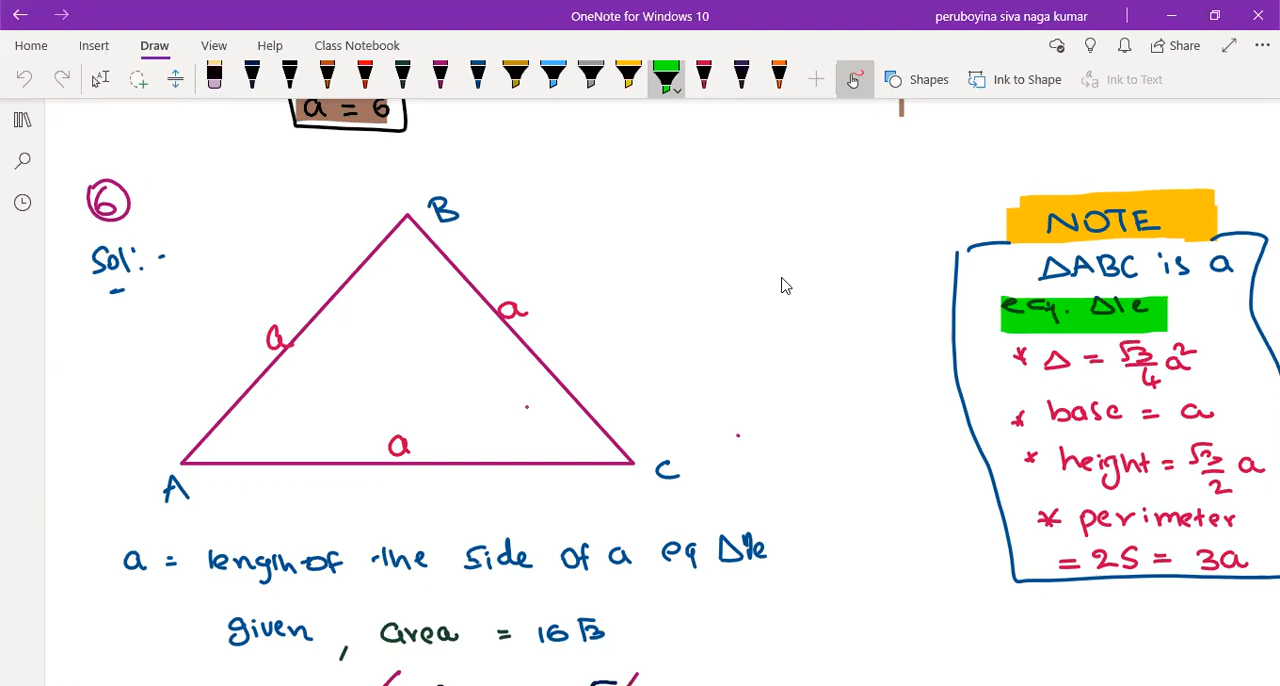 OneNote for Windows 10
peruboyina siva naga kumar
Home Insert Draw View Help Class Notebook
Share
Shapes Ink to Shape Ink to Text
a = 6
6
Sol:-
B
a
a
a
A
C
a = length of the side of a eq Δle
given, area = 16√3
NOTE
ΔABC is a
eq. Δle
* Δ = √3/4 a²
* base = a
* height = √3/2 a
* perimeter
= 2S = 3a